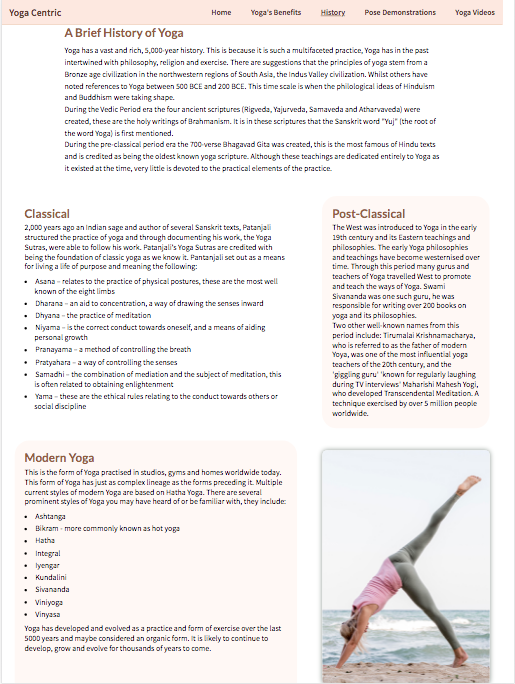 Yoga Centric
Home Yoga's Benefits History Pose Demonstrations Yoga Videos
A Brief History of Yoga
Yoga has a vast and rich, 5,000-year history. This is because it is such a multifaceted practice, Yoga has in the past
intertwined with philosophy, religion and exercise. There are suggestions that the principles of yoga stem from a
Bronze age civilization in the northwestern regions of South Asia, the Indus Valley civilization. Whilst others have
noted references to Yoga between 500 BCE and 200 BCE. This time scale is when the philological ideas of Hinduism
and Buddhism were taking shape.
During the Vedic Period era the four ancient scriptures (Rigveda, Yajurveda, Samaveda and Atharvaveda) were
created, these are the holy writings of Brahmanism. It is in these scriptures that the Sanskrit word "Yuj" (the root of
the word Yoga) is first mentioned.
During the pre-classical period era the 700-verse Bhagavad Gita was created, this is the most famous of Hindu texts
and is credited as being the oldest known yoga scripture. Although these teachings are dedicated entirely to Yoga as
it existed at the time, very little is devoted to the practical elements of the practice.
Classical
2,000 years ago an Indian sage and author of several Sanskrit texts, Patanjali
structured the practice of yoga and through documenting his work, the Yoga
Sutras, were able to follow his work. Patanjali's Yoga Sutras are credited with
being the foundation of classic yoga as we know it. Pantanjali set out as a means
for living a life of purpose and meaning the following:
• Asana – relates to the practice of physical postures, these are the most well
known of the eight limbs
• Dharana – an aid to concentration, a way of drawing the senses inward
• Dhyana – the practice of meditation
• Niyama – is the correct conduct towards oneself, and a means of aiding
personal growth
• Pranayama – a method of controlling the breath
• Pratyahara – a way of controlling the senses
• Samadhi – the combination of mediation and the subject of meditation, this
is often related to obtaining enlightenment
• Yama – these are the ethical rules relating to the conduct towards others or
social discipline
Post-Classical
The West was introduced to Yoga in the early
19th century and its Eastern teachings and
philosophies. The early Yoga philosophies
and teachings have become westernised over
time. Through this period many gurus and
teachers of Yoga travelled West to promote
and teach the ways of Yoga. Swami
Sivananda was one such guru, he was
responsible for writing over 200 books on
yoga and its philosophies.
Two other well-known names from this
period include: Tirumalai Krishnamacharya,
who is referred to as the father of modern
Yoya, was one of the most influential yoga
teachers of the 20th century, and the
'giggling guru' 'known for regularly laughing
during TV interviews' Maharishi Mahesh Yogi,
who developed Transcendental Meditation. A
technique exercised by over 5 million people
worldwide.
Modern Yoga
This is the form of Yoga practised in studios, gyms and homes worldwide today.
This form of Yoga has just as complex lineage as the forms preceding it. Multiple
current styles of modern Yoga are based on Hatha Yoga. There are several
prominent styles of Yoga you may have heard of or be familiar with, they include:
• Ashtanga
• Bikram - more commonly known as hot yoga
• Hatha
• Integral
• Iyengar
• Kundalini
• Sivananda
• Viniyoga
• Vinyasa
Yoga has developed and evolved as a practice and form of exercise over the last
5000 years and maybe considered an organic form. It is likely to continue to
develop, grow and evolve for thousands of years to come.